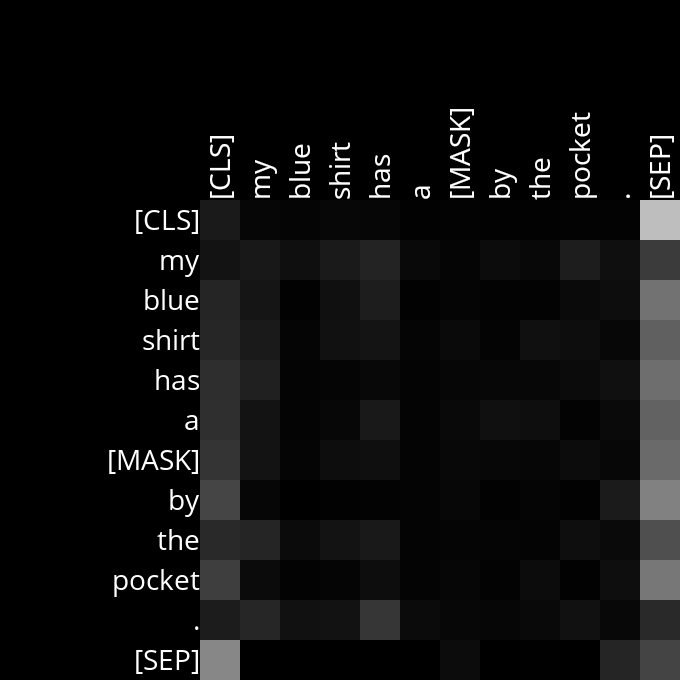 [CLS] my blue shirt has a [MASK] by the pocket . [SEP]
[CLS]
my
blue
shirt
has
a
[MASK]
by
the
pocket
.
[SEP]